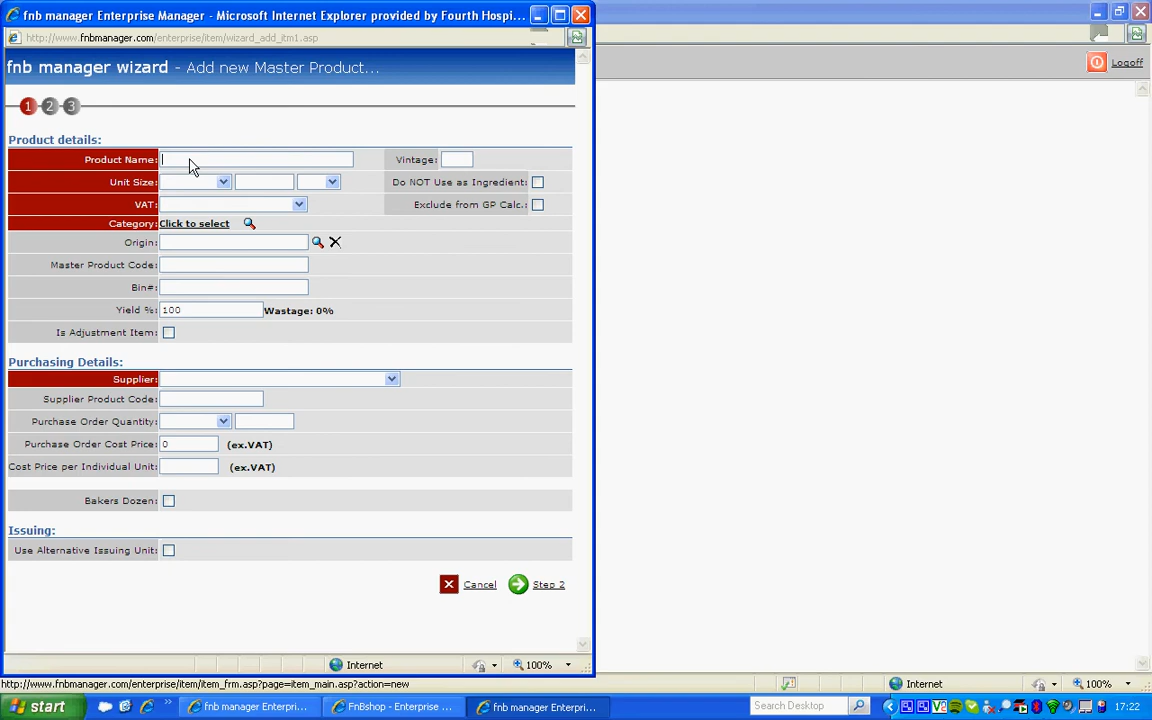 fnb manager Enterprise Manager - Microsoft Internet Explorer provided by Fourth Hospi...
http://www.fnbmanager.com/enterprise/item/wizard_add_itm1.asp
fnb manager wizard - Add new Master Product...
Logoff
1 2 3
Product details:
Product Name: Vintage:
Unit Size: Do NOT Use as Ingredient:
VAT: Exclude from GP Calc.:
Category: Click to select
Origin:
Master Product Code:
Bin#:
Yield %: 100 Wastage: 0%
Is Adjustment Item:
Purchasing Details:
Supplier:
Supplier Product Code:
Purchase Order Quantity:
Purchase Order Cost Price: 0 (ex.VAT)
Cost Price per Individual Unit: (ex.VAT)
Bakers Dozen:
Issuing:
Use Alternative Issuing Unit:
Cancel Step 2
Internet 100%
http://www.fnbmanager.com/enterprise/item/item_frm.asp?page=item_main.asp?action=new
Internet 100%
start fnb manager Enterpri... FnBshop - Enterprise ... fnb manager Enterpri... Search Desktop 17:22